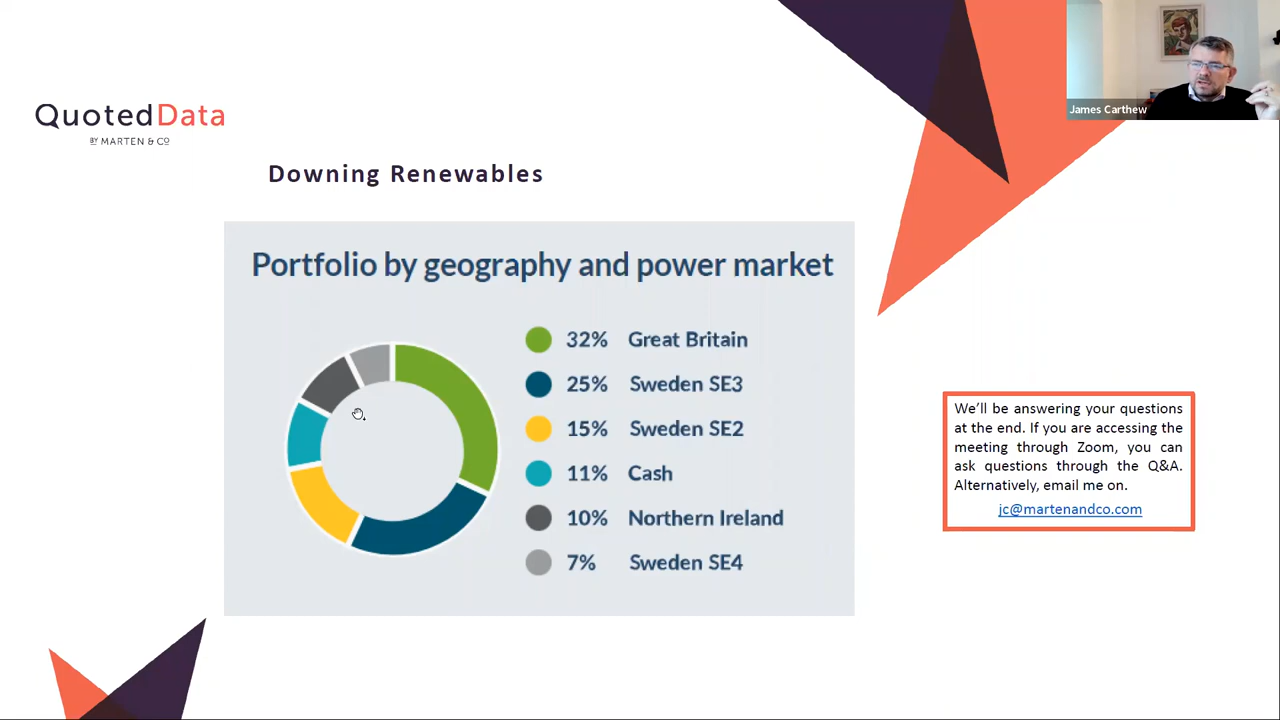 QuotedData
BY MARTEN & CO
James Carthew
Downing Renewables
Portfolio by geography and power market
32% Great Britain
25% Sweden SE3
15% Sweden SE2
11% Cash
10% Northern Ireland
7% Sweden SE4
We'll be answering your questions
at the end. If you are accessing the
meeting through Zoom, you can
ask questions through the Q&A.
Alternatively, email me on.
jc@martenandco.com